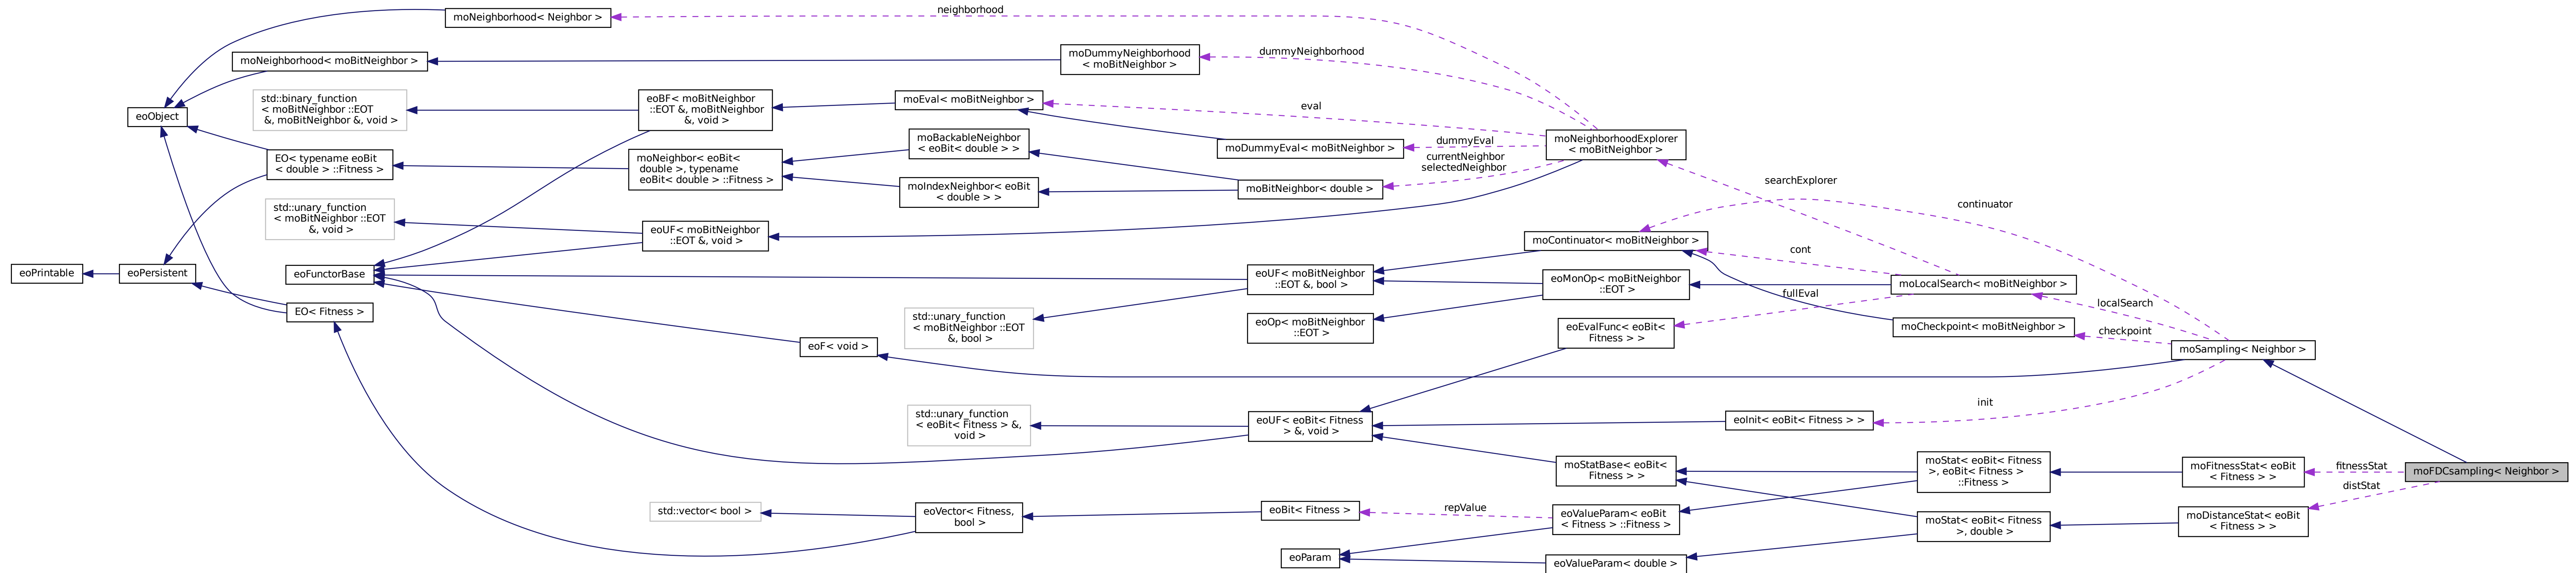 moNeighborhood< Neighbor >
neighborhood
moNeighborhood< moBitNeighbor >
moDummyNeighborhood
< moBitNeighbor >
dummyNeighborhood
eoObject
std::binary_function
< moBitNeighbor ::EOT
&, moBitNeighbor &, void >
eoBF< moBitNeighbor
::EOT &, moBitNeighbor
&, void >
moEval< moBitNeighbor >
eval
moDummyEval< moBitNeighbor >
dummyEval
moNeighborhoodExplorer
< moBitNeighbor >
EO< typename eoBit
< double > ::Fitness >
moNeighbor< eoBit<
double >, typename
eoBit< double > ::Fitness >
moBackableNeighbor
< eoBit< double > >
moIndexNeighbor< eoBit
< double > >
moBitNeighbor< double >
currentNeighbor
selectedNeighbor
searchExplorer
continuator
std::unary_function
< moBitNeighbor ::EOT
&, void >
eoUF< moBitNeighbor
::EOT &, void >
moContinuator< moBitNeighbor >
cont
eoPrintable
eoPersistent
eoFunctorBase
eoUF< moBitNeighbor
::EOT &, bool >
eoMonOp< moBitNeighbor
::EOT >
moLocalSearch< moBitNeighbor >
fullEval
localSearch
EO< Fitness >
std::unary_function
< moBitNeighbor ::EOT
&, bool >
eoOp< moBitNeighbor
::EOT >
eoEvalFunc< eoBit<
Fitness > >
moCheckpoint< moBitNeighbor >
checkpoint
eoF< void >
moSampling< Neighbor >
std::unary_function
< eoBit< Fitness > &,
void >
eoUF< eoBit< Fitness
> &, void >
eoInit< eoBit< Fitness > >
init
moStatBase< eoBit<
Fitness > >
moStat< eoBit< Fitness
>, eoBit< Fitness >
::Fitness >
moFitnessStat< eoBit
< Fitness > >
fitnessStat
distStat
moFDCsampling< Neighbor >
std::vector< bool >
eoVector< Fitness,
bool >
eoBit< Fitness >
repValue
eoValueParam< eoBit
< Fitness > ::Fitness >
moStat< eoBit< Fitness
>, double >
moDistanceStat< eoBit
< Fitness > >
eoParam
eoValueParam< double >